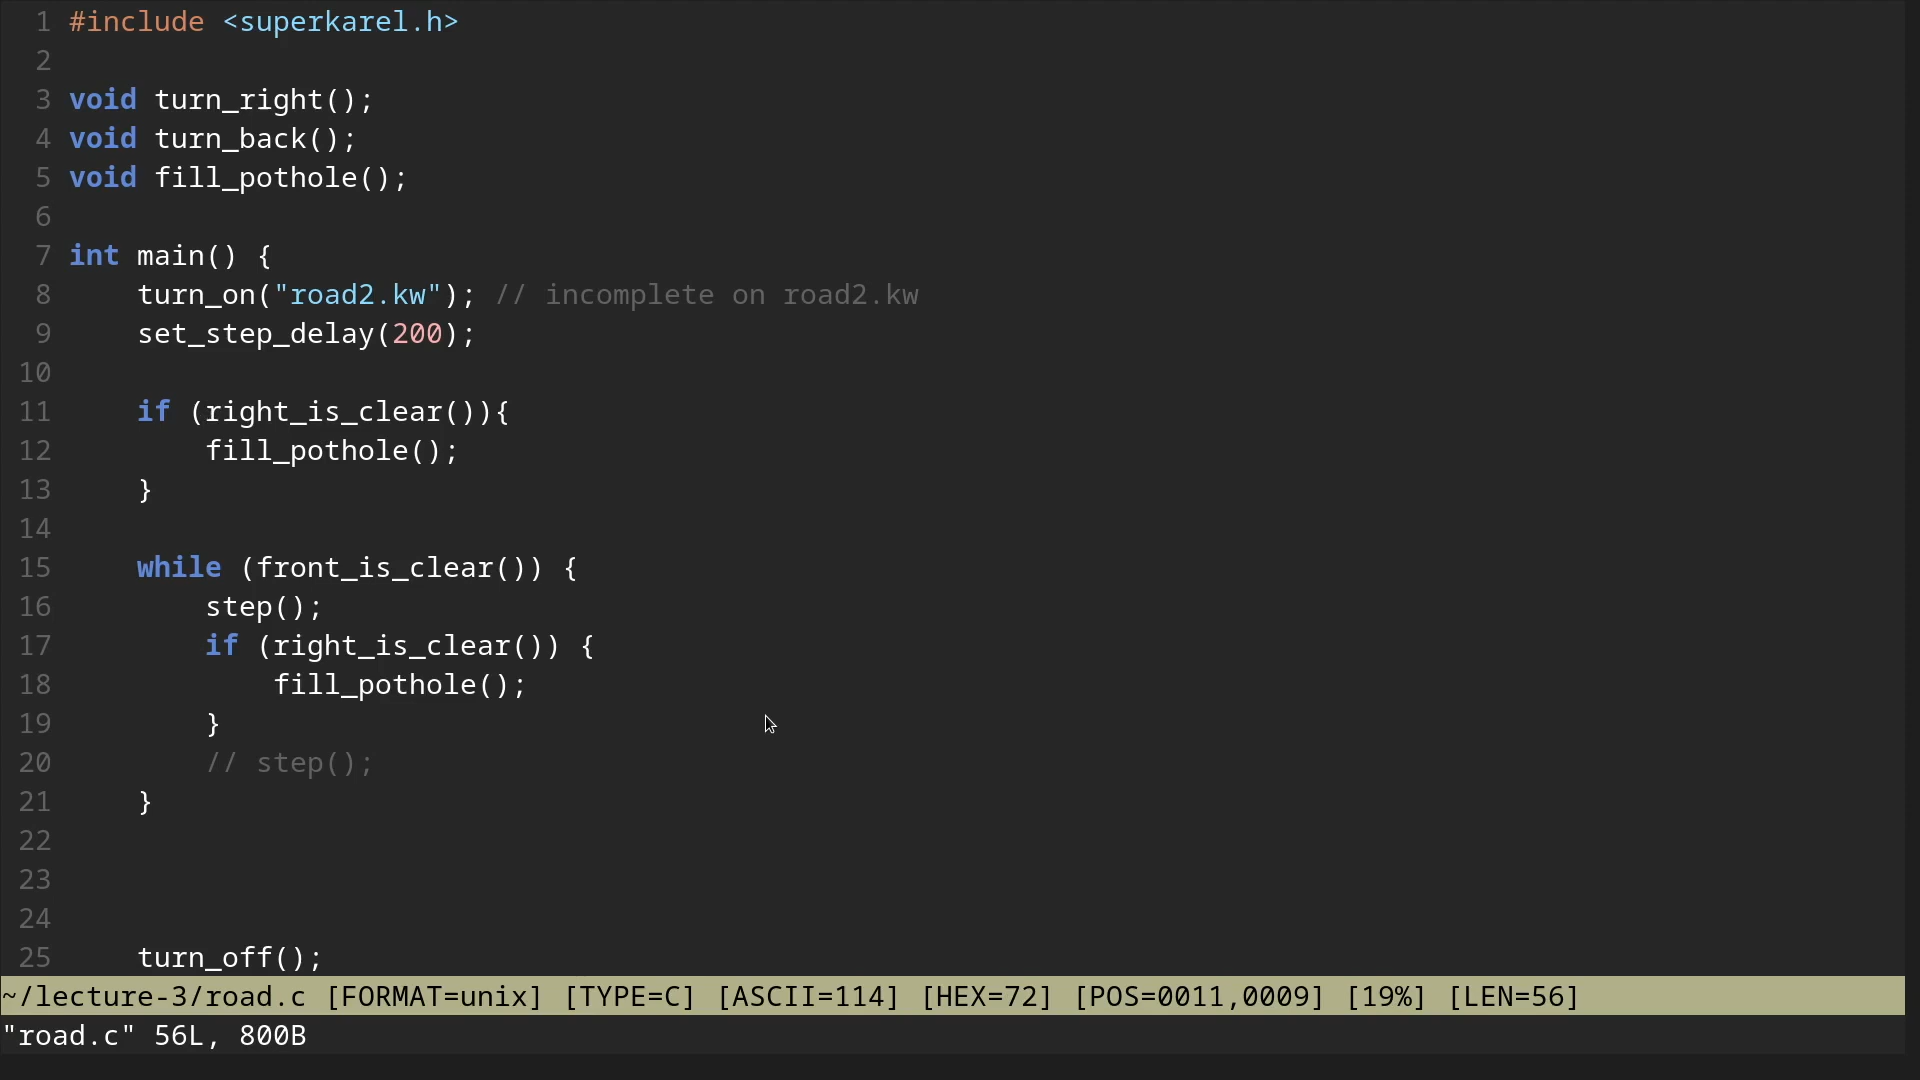 1 #include <superkarel.h>
2
3 void turn_right();
4 void turn_back();
5 void fill_pothole();
6
7 int main() {
8     turn_on("road2.kw"); // incomplete on road2.kw
9     set_step_delay(200);
10
11     if (right_is_clear()){
12         fill_pothole();
13     }
14
15     while (front_is_clear()) {
16         step();
17         if (right_is_clear()) {
18             fill_pothole();
19         }
20         // step();
21     }
22
23
24
25     turn_off();
~/lecture-3/road.c [FORMAT=unix] [TYPE=C] [ASCII=114] [HEX=72] [POS=0011,0009] [19%] [LEN=56]
"road.c" 56L, 800B